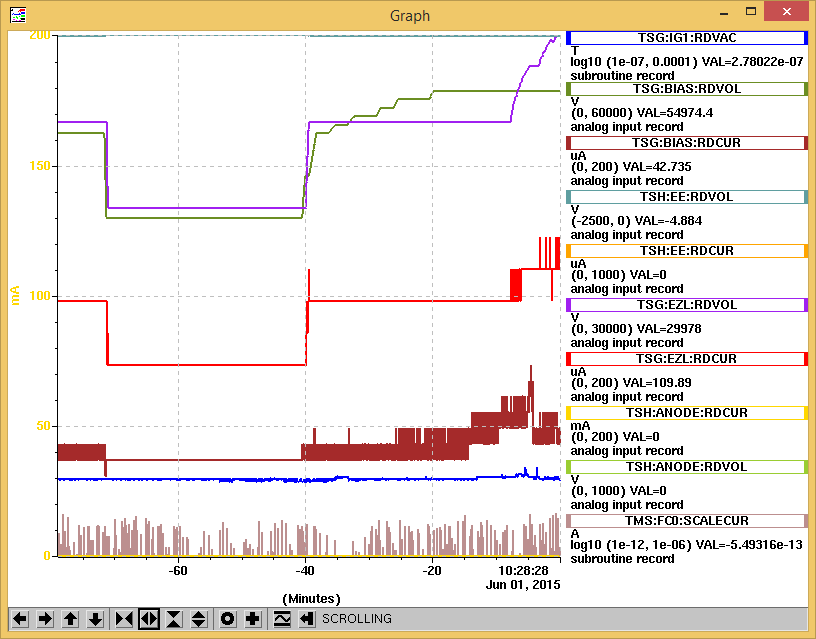 Graph
200
150
100
50
0
mA
-60
-40
-20
10:28:28
Jun 01, 2015
(Minutes)
TSG:IG1:RDVAC
T
log10 (1e-07, 0.0001) VAL=2.78022e-07
subroutine record
TSG:BIAS:RDVOL
V
(0, 60000) VAL=54974.4
analog input record
TSG:BIAS:RDCUR
uA
(0, 200) VAL=42.735
analog input record
TSH:EE:RDVOL
V
(-2500, 0) VAL=-4.884
analog input record
TSH:EE:RDCUR
uA
(0, 1000) VAL=0
analog input record
TSG:EZL:RDVOL
V
(0, 30000) VAL=29978
analog input record
TSG:EZL:RDCUR
uA
(0, 200) VAL=109.89
analog input record
TSH:ANODE:RDCUR
mA
(0, 200) VAL=0
analog input record
TSH:ANODE:RDVOL
V
(0, 1000) VAL=0
analog input record
TMS:FC0:SCALECUR
A
log10 (1e-12, 1e-06) VAL=-5.49316e-13
subroutine record
SCROLLING